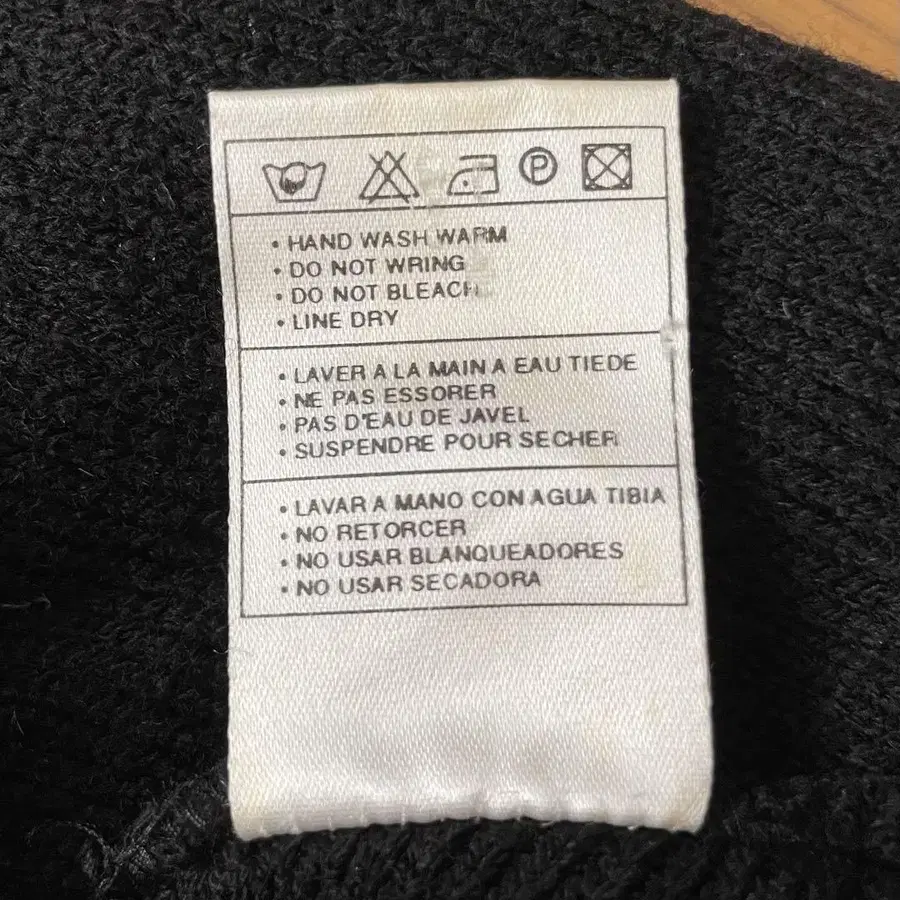 P
• HAND WASH WARM
• DO NOT WRING
• DO NOT BLEACH
• LINE DRY
• LAVER A LA MAIN A EAU TIEDE
• NE PAS ESSORER
• PAS D'EAU DE JAVEL
• SUSPENDRE POUR SECHER
• LAVAR A MANO CON AGUA TIBIA
• NO RETORCER
• NO USAR BLANQUEADORES
• NO USAR SECADORA